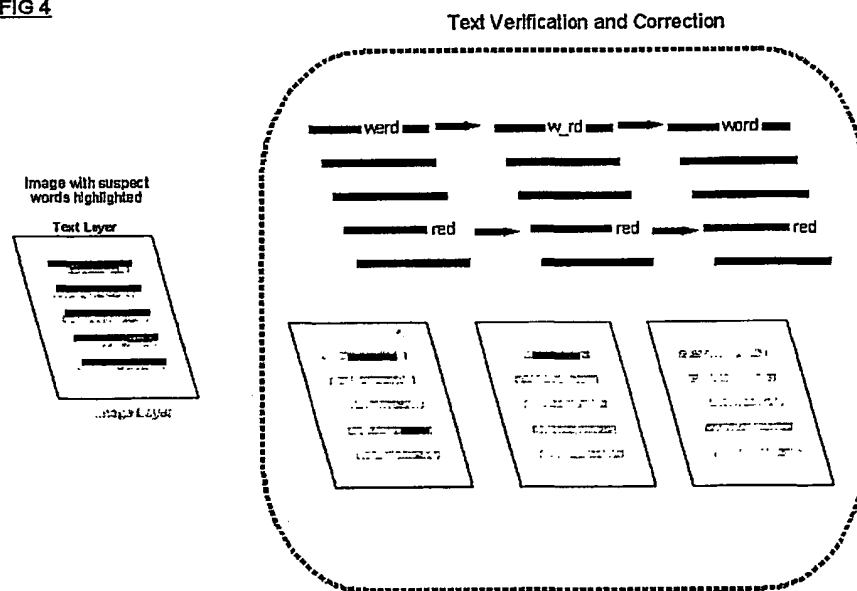 FIG 4
Text Verification and Correction
werd
w_rd
word
Image with suspect
words highlighted
Text Layer
red
red
red
Image Layer